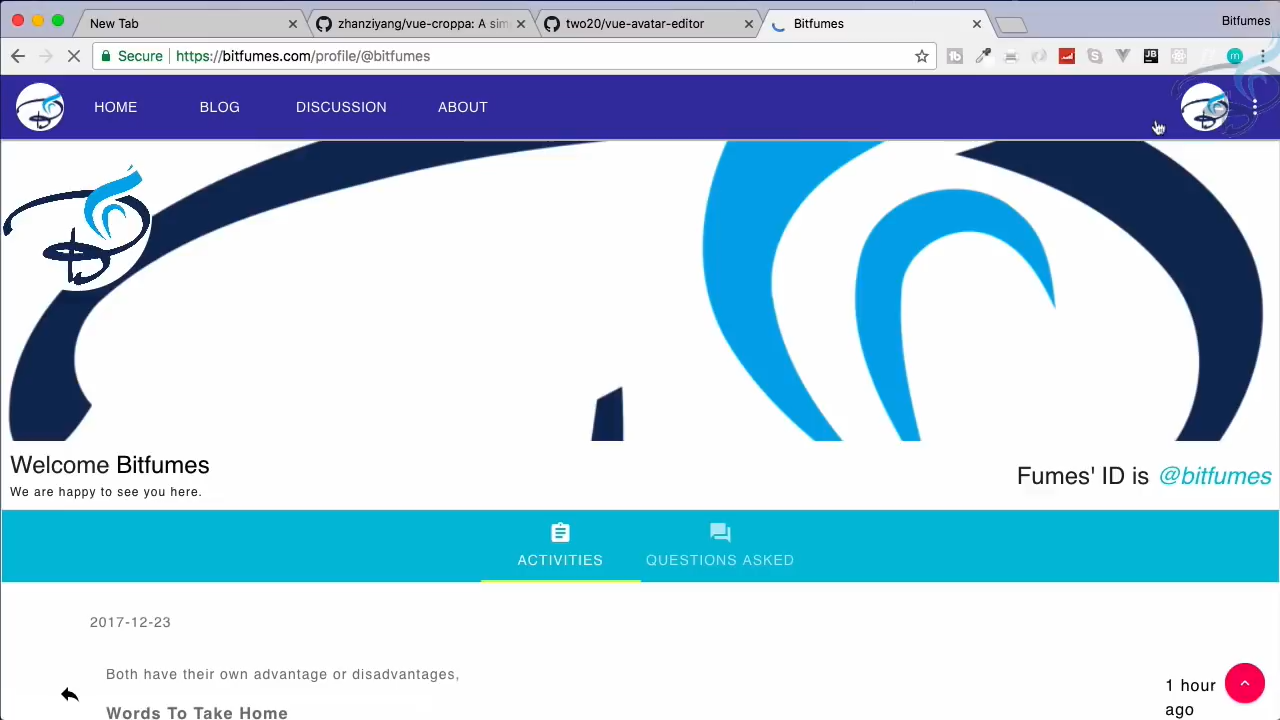 New Tab
zhanziyang/vue-croppa: A sim
two20/vue-avatar-editor
Bitfumes
Bitfumes
Secure
https://bitfumes.com/profile/@bitfumes
HOME
BLOG
DISCUSSION
ABOUT
Welcome Bitfumes
We are happy to see you here.
Fumes' ID is @bitfumes
ACTIVITIES
QUESTIONS ASKED
2017-12-23
Both have their own advantage or disadvantages,
Words To Take Home
1 hour
ago